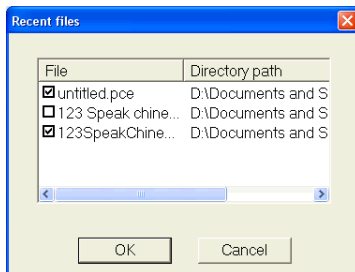 Recent files
File Directory path
untitled.pce D:\Documents and S
123 Speak chine... D:\Documents and S
123SpeakChine... D:\Documents and S
OK Cancel